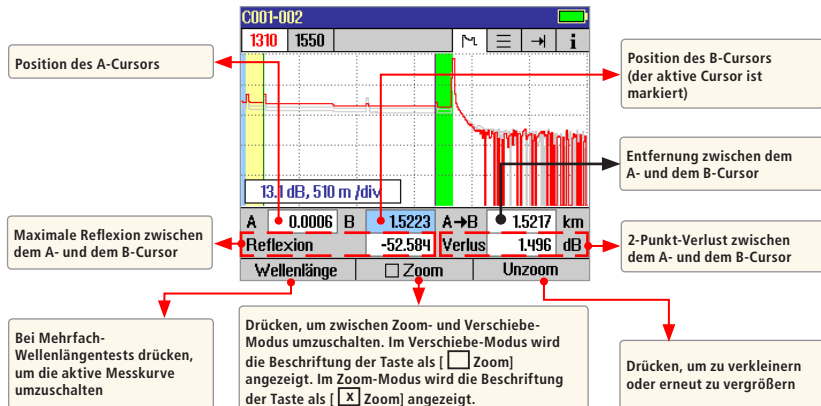 C001-002
1310 1550 i
Position des A-Cursors
Position des B-Cursors
(der aktive Cursor ist
markiert)
Entfernung zwischen dem
A- und dem B-Cursor
13.1 dB, 510 m /div
A 0.0006 B 1.5223 A→B 1.5217 km
Reflexion -52.584 Verlus 1.496 dB
Maximale Reflexion zwischen
dem A- und dem B-Cursor
2-Punkt-Verlust zwischen
dem A- und dem B-Cursor
Wellenlänge ☐ Zoom Unzoom
Bei Mehrfach-
Wellenlängentests drücken,
um die aktive Messkurve
umzuschalten
Drücken, um zwischen Zoom- und Verschiebe-
Modus umzuschalten. Im Verschiebe-Modus wird
die Beschriftung der Taste als [ ☐ Zoom]
angezeigt. Im Zoom-Modus wird die Beschriftung
der Taste als [ X Zoom] angezeigt.
Drücken, um zu verkleinern
oder erneut zu vergrößern